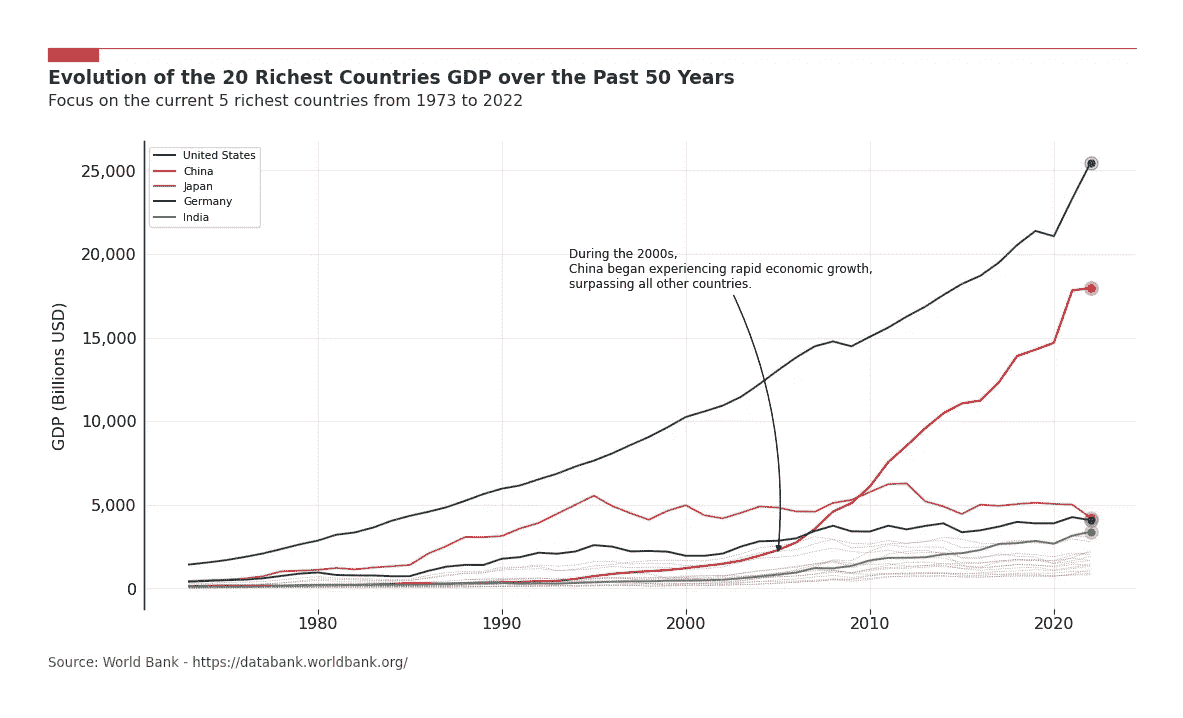 Evolution of the 20 Richest Countries GDP over the Past 50 Years
Focus on the current 5 richest countries from 1973 to 2022
United States
China
Japan
Germany
India
During the 2000s,
China began experiencing rapid economic growth,
surpassing all other countries.
GDP (Billions USD)
25,000
20,000
15,000
10,000
5,000
0
1980
1990
2000
2010
2020
Source: World Bank - https://databank.worldbank.org/